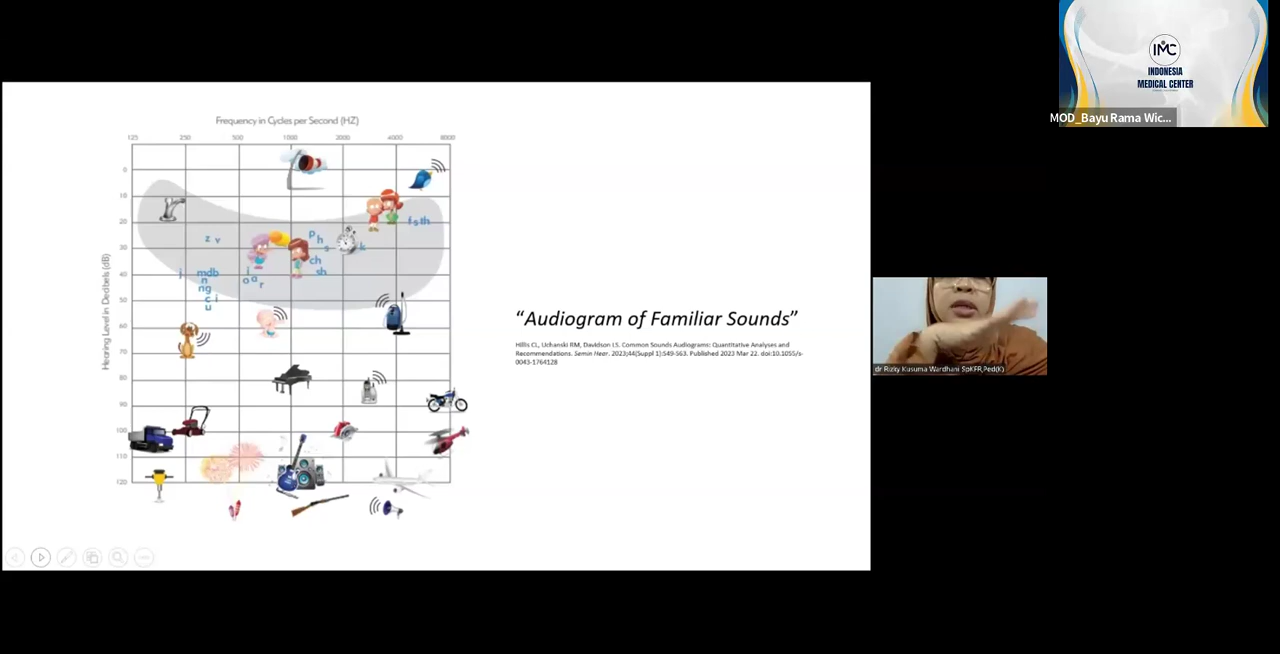 IMC
INDONESIA
MEDICAL CENTER
MOD_Bayu Rama Wic...
Frequency in Cycles per Second (HZ)
125 250 500 1000 2000 4000 8000
Hearing Level in Decibels (dB)
0
10
20
30
40
50
60
70
80
90
100
110
120
f s th
z v
p
h
k
s
ch
sh
j
mdb
n
ng
i
o a r
u
“Audiogram of Familiar Sounds”
Hillis CL, Uchanski RM, Davidson LS. Common Sounds Audiograms: Quantitative Analyses and
Recommendations. Semin Hear. 2023;44(Suppl 1):S49-S63. Published 2023 Mar 22. doi:10.1055/s-
0043-1764128
dr Rizky Kusuma Wardhani SpKFR,Ped(K)